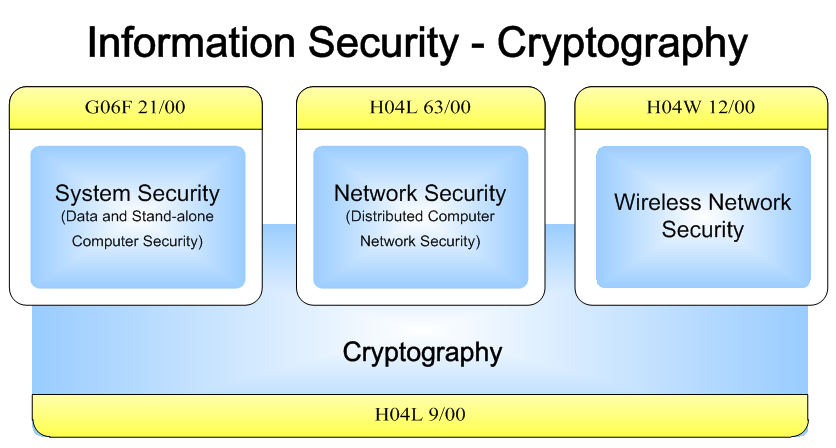 Information Security - Cryptography
G06F 21/00
System Security
(Data and Stand-alone
Computer Security)
H04L 63/00
Network Security
(Distributed Computer
Network Security)
H04W 12/00
Wireless Network
Security
Cryptography
H04L 9/00